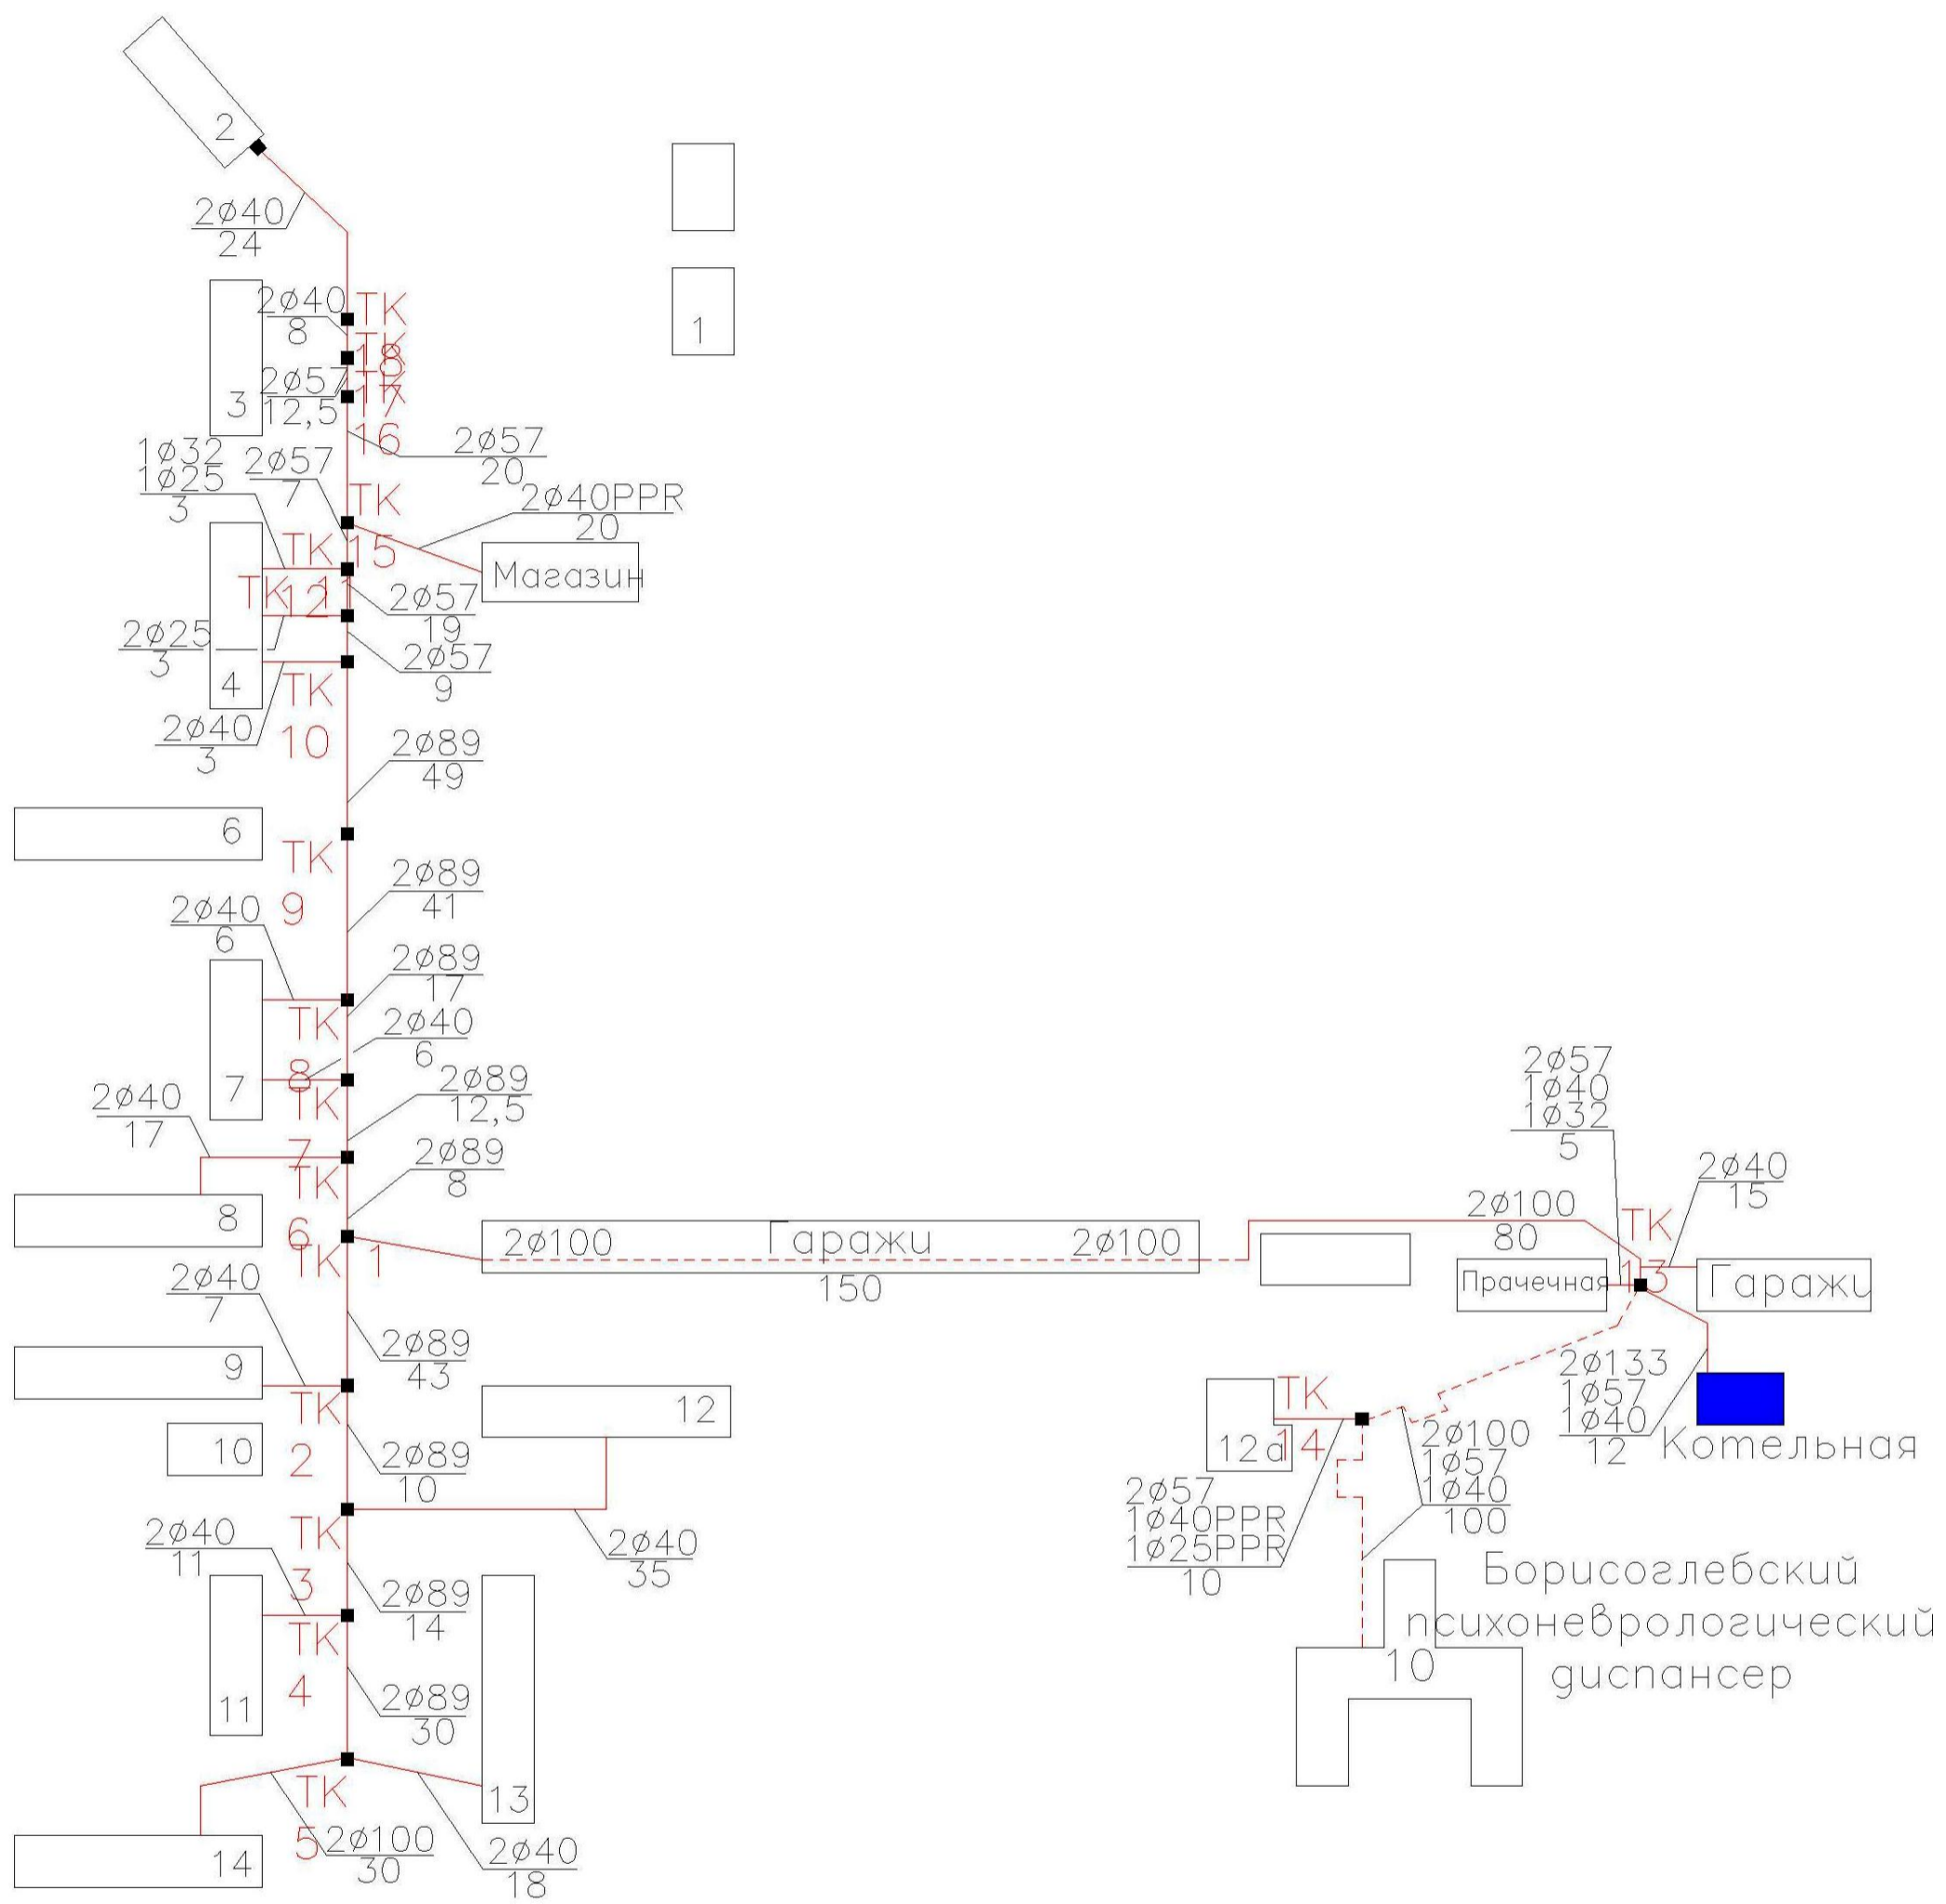 2
2ø40
24
1
2ø40
8
ТК
18
ТК
17
ТК
16
2ø57
12,5
3
2ø57
20
1ø32
1ø25
3
2ø57
7
ТК
15
2ø40PPR
20
Магазин
ТК
12
ТК 11
2ø57
19
2ø25
3
2ø57
9
4
ТК
10
2ø40
3
2ø89
49
6
ТК
9
2ø89
41
2ø40
6
2ø89
17
ТК
8
2ø40
6
7
ТК
7
2ø89
12,5
2ø40
17
ТК
6
2ø89
8
8
ТК 1
2ø100
Гаражи
2ø100
150
2ø57
1ø40
1ø32
5
2ø40
15
2ø100
80
ТК
13
Прачечная
Гаражи
2ø40
7
2ø89
43
9
ТК
2
12
10
2ø89
10
2ø133
1ø57
1ø40
12
Котельная
ТК
14
12а
2ø100
1ø57
1ø40
100
2ø57
1ø40PPR
1ø25PPR
10
ТК
3
2ø40
35
2ø40
11
2ø89
14
ТК
4
11
2ø89
30
Борисоглебский
психоневрологический
диспансер
10
13
ТК
5
2ø100
30
2ø40
18
14